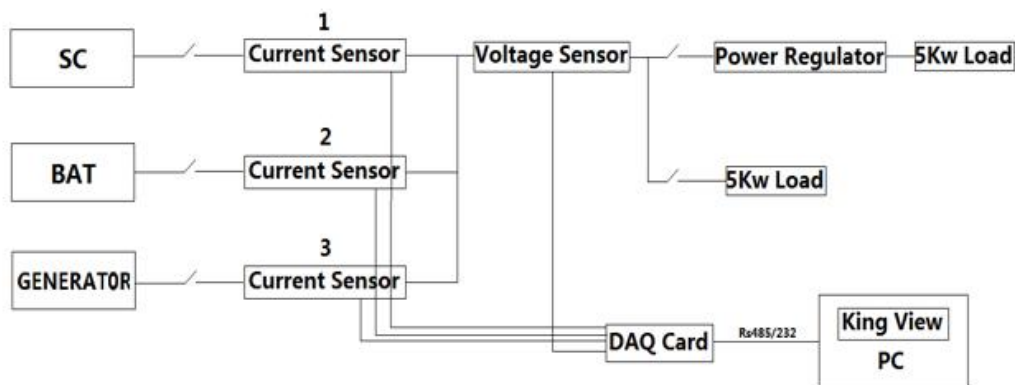 1
SC
Current Sensor
Voltage Sensor
Power Regulator
5Kw Load
2
BAT
Current Sensor
5Kw Load
3
GENERATOR
Current Sensor
DAQ Card
Rs485/232
King View
PC